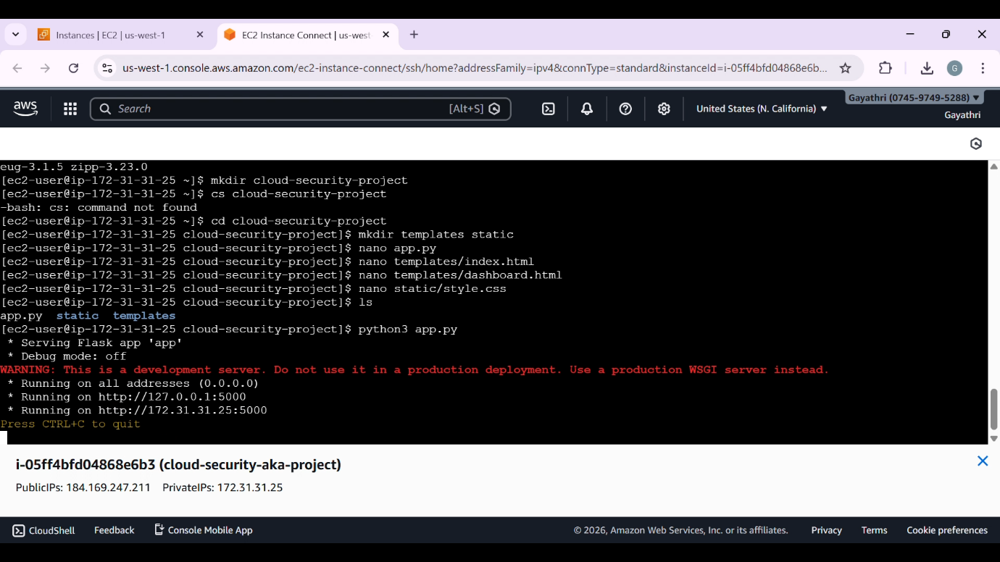 Instances | EC2 | us-west-1
EC2 Instance Connect | us-west
us-west-1.console.aws.amazon.com/ec2-instance-connect/ssh/home?addressFamily=ipv4&connType=standard&instanceId=i-05ff4bfd04868e6b...
G
aws
Search
[Alt+S]
United States (N. California)
Gayathri (0745-9749-5288)
Gayathri
eug-3.1.5 zipp-3.23.0
[ec2-user@ip-172-31-31-25 ~]$ mkdir cloud-security-project
[ec2-user@ip-172-31-31-25 ~]$ cs cloud-security-project
-bash: cs: command not found
[ec2-user@ip-172-31-31-25 ~]$ cd cloud-security-project
[ec2-user@ip-172-31-31-25 cloud-security-project]$ mkdir templates static
[ec2-user@ip-172-31-31-25 cloud-security-project]$ nano app.py
[ec2-user@ip-172-31-31-25 cloud-security-project]$ nano templates/index.html
[ec2-user@ip-172-31-31-25 cloud-security-project]$ nano templates/dashboard.html
[ec2-user@ip-172-31-31-25 cloud-security-project]$ nano static/style.css
[ec2-user@ip-172-31-31-25 cloud-security-project]$ ls
app.py  static  templates
[ec2-user@ip-172-31-31-25 cloud-security-project]$ python3 app.py
 * Serving Flask app 'app'
 * Debug mode: off
WARNING: This is a development server. Do not use it in a production deployment. Use a production WSGI server instead.
 * Running on all addresses (0.0.0.0)
 * Running on http://127.0.0.1:5000
 * Running on http://172.31.31.25:5000
Press CTRL+C to quit
i-05ff4bfd04868e6b3 (cloud-security-aka-project)
PublicIPs: 184.169.247.211 PrivateIPs: 172.31.31.25
CloudShell
Feedback
Console Mobile App
© 2026, Amazon Web Services, Inc. or its affiliates.
Privacy
Terms
Cookie preferences